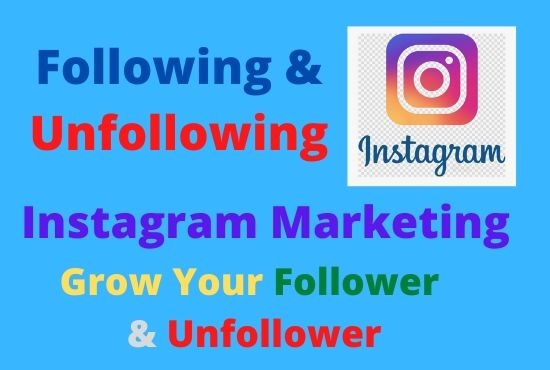 Following &
Unfollowing
Instagram
Instagram Marketing
Grow Your Follower
& Unfollower